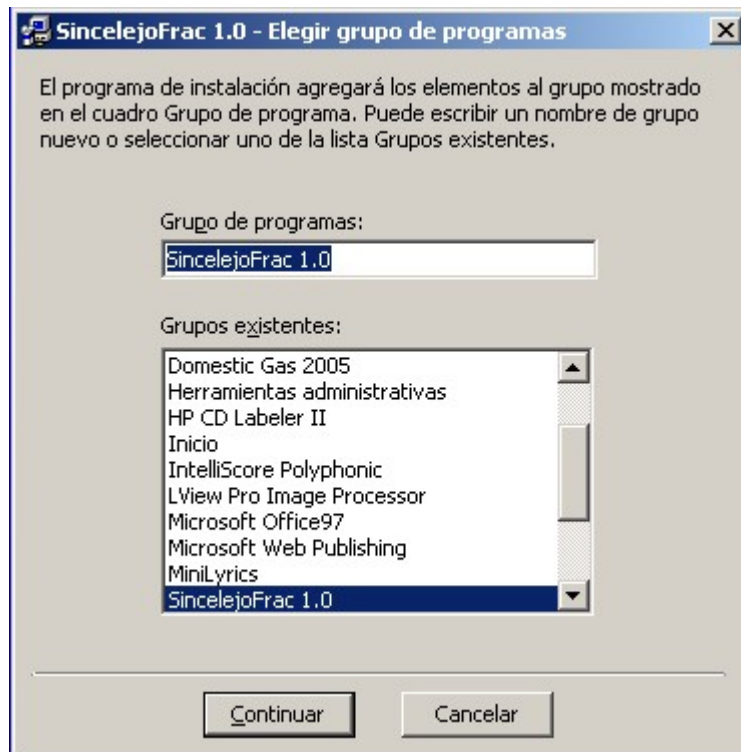 SincelejoFrac 1.0 - Elegir grupo de programas
El programa de instalación agregará los elementos al grupo mostrado
en el cuadro Grupo de programa. Puede escribir un nombre de grupo
nuevo o seleccionar uno de la lista Grupos existentes.
Grupo de programas:
SincelejoFrac 1.0
Grupos existentes:
Domestic Gas 2005
Herramientas administrativas
HP CD Labeler II
Inicio
IntelliScore Polyphonic
LView Pro Image Processor
Microsoft Office97
Microsoft Web Publishing
MiniLyrics
SincelejoFrac 1.0
Continuar
Cancelar